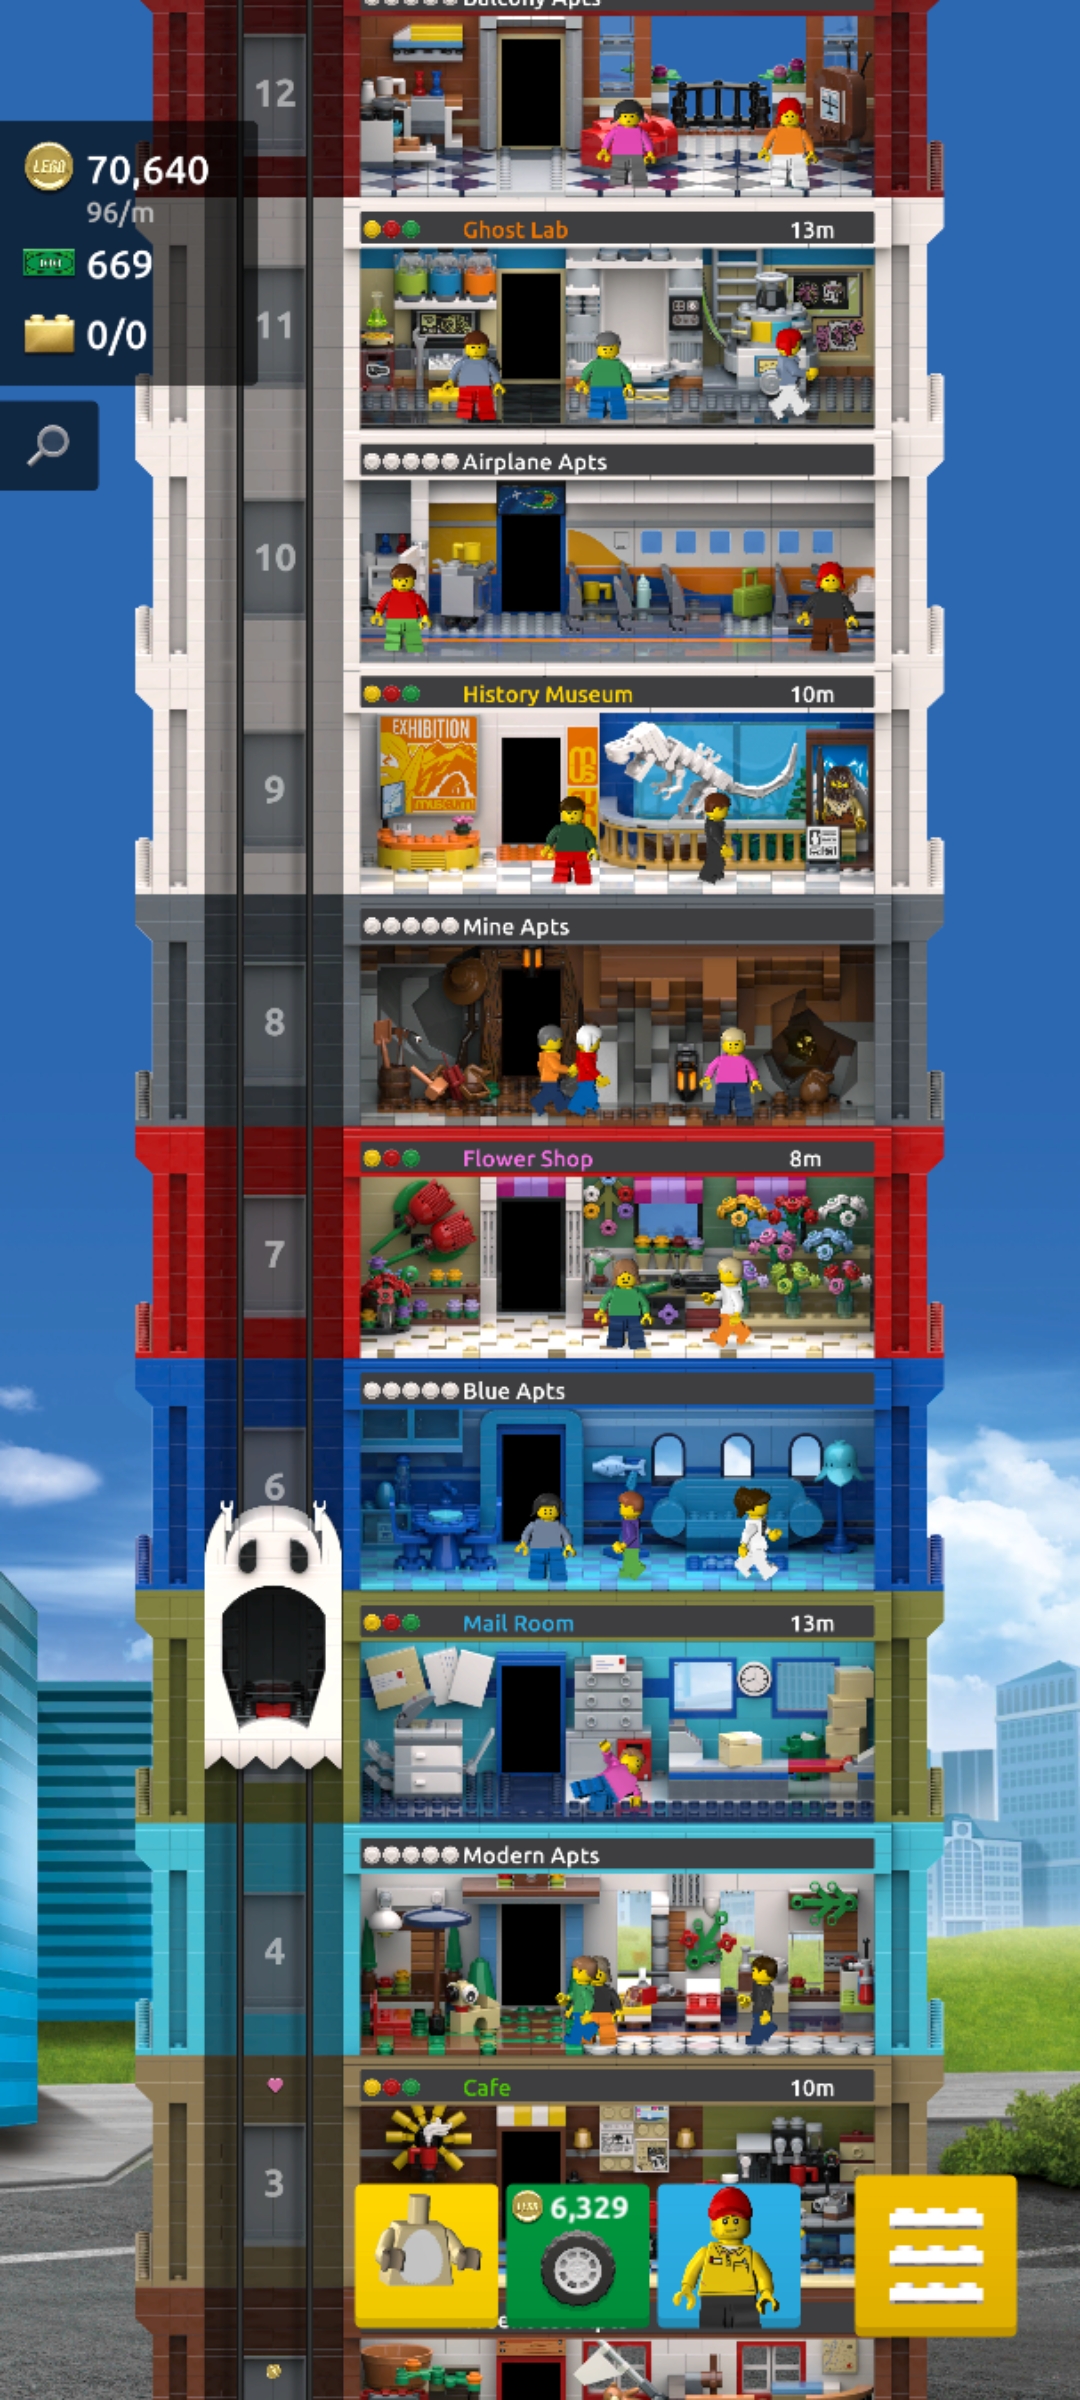 Balcony Apts
12
LEGO 70,640
96/m
669
0/0
Ghost Lab 13m
11
Airplane Apts
10
History Museum 10m
EXHIBITION
museum
9
Mine Apts
8
Flower Shop 8m
7
Blue Apts
6
Mail Room 13m
Modern Apts
4
Cafe 10m
3
6,329